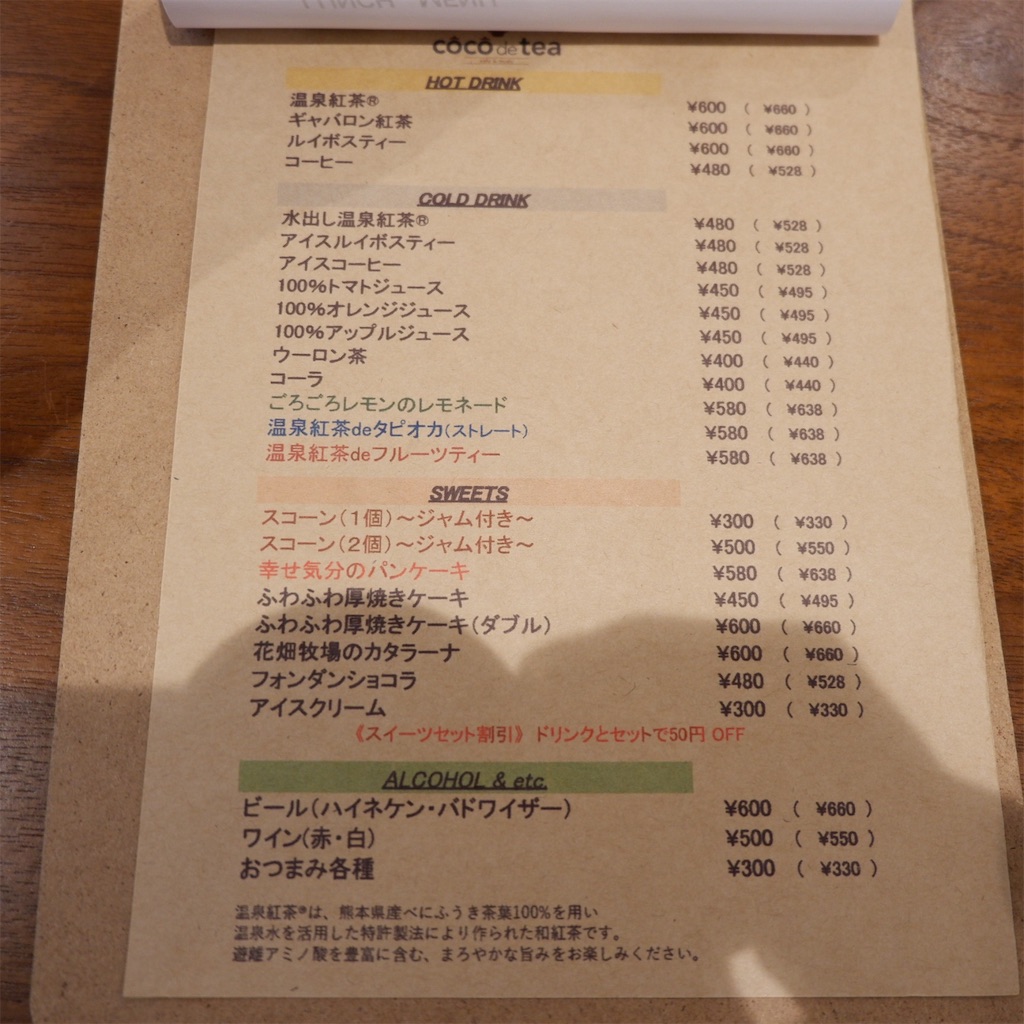 côcô de tea
HOT DRINK
温泉紅茶® ¥600 ( ¥660 )
ギャバロン紅茶 ¥600 ( ¥660 )
ルイボスティー ¥600 ( ¥660 )
コーヒー ¥480 ( ¥528 )
COLD DRINK
水出し温泉紅茶® ¥480 ( ¥528 )
アイスルイボスティー ¥480 ( ¥528 )
アイスコーヒー ¥480 ( ¥528 )
100%トマトジュース ¥450 ( ¥495 )
100%オレンジジュース ¥450 ( ¥495 )
100%アップルジュース ¥450 ( ¥495 )
ウーロン茶 ¥400 ( ¥440 )
コーラ ¥400 ( ¥440 )
ごろごろレモンのレモネード ¥580 ( ¥638 )
温泉紅茶deタピオカ(ストレート) ¥580 ( ¥638 )
温泉紅茶deフルーツティー ¥580 ( ¥638 )
SWEETS
スコーン(1個)～ジャム付き～ ¥300 ( ¥330 )
スコーン(2個)～ジャム付き～ ¥500 ( ¥550 )
幸せ気分のパンケーキ ¥580 ( ¥638 )
ふわふわ厚焼きケーキ ¥450 ( ¥495 )
ふわふわ厚焼きケーキ(ダブル) ¥600 ( ¥660 )
花畑牧場のカタラーナ ¥600 ( ¥660 )
フォンダンショコラ ¥480 ( ¥528 )
アイスクリーム ¥300 ( ¥330 )
《スイーツセット割引》 ドリンクとセットで50円 OFF
ALCOHOL & etc.
ビール(ハイネケン・バドワイザー) ¥600 ( ¥660 )
ワイン(赤・白) ¥500 ( ¥550 )
おつまみ各種 ¥300 ( ¥330 )
温泉紅茶®は、熊本県産べにふうき茶葉100%を用い
温泉水を活用した特許製法により作られた和紅茶です。
遊離アミノ酸を豊富に含む、まろやかな旨みをお楽しみください。